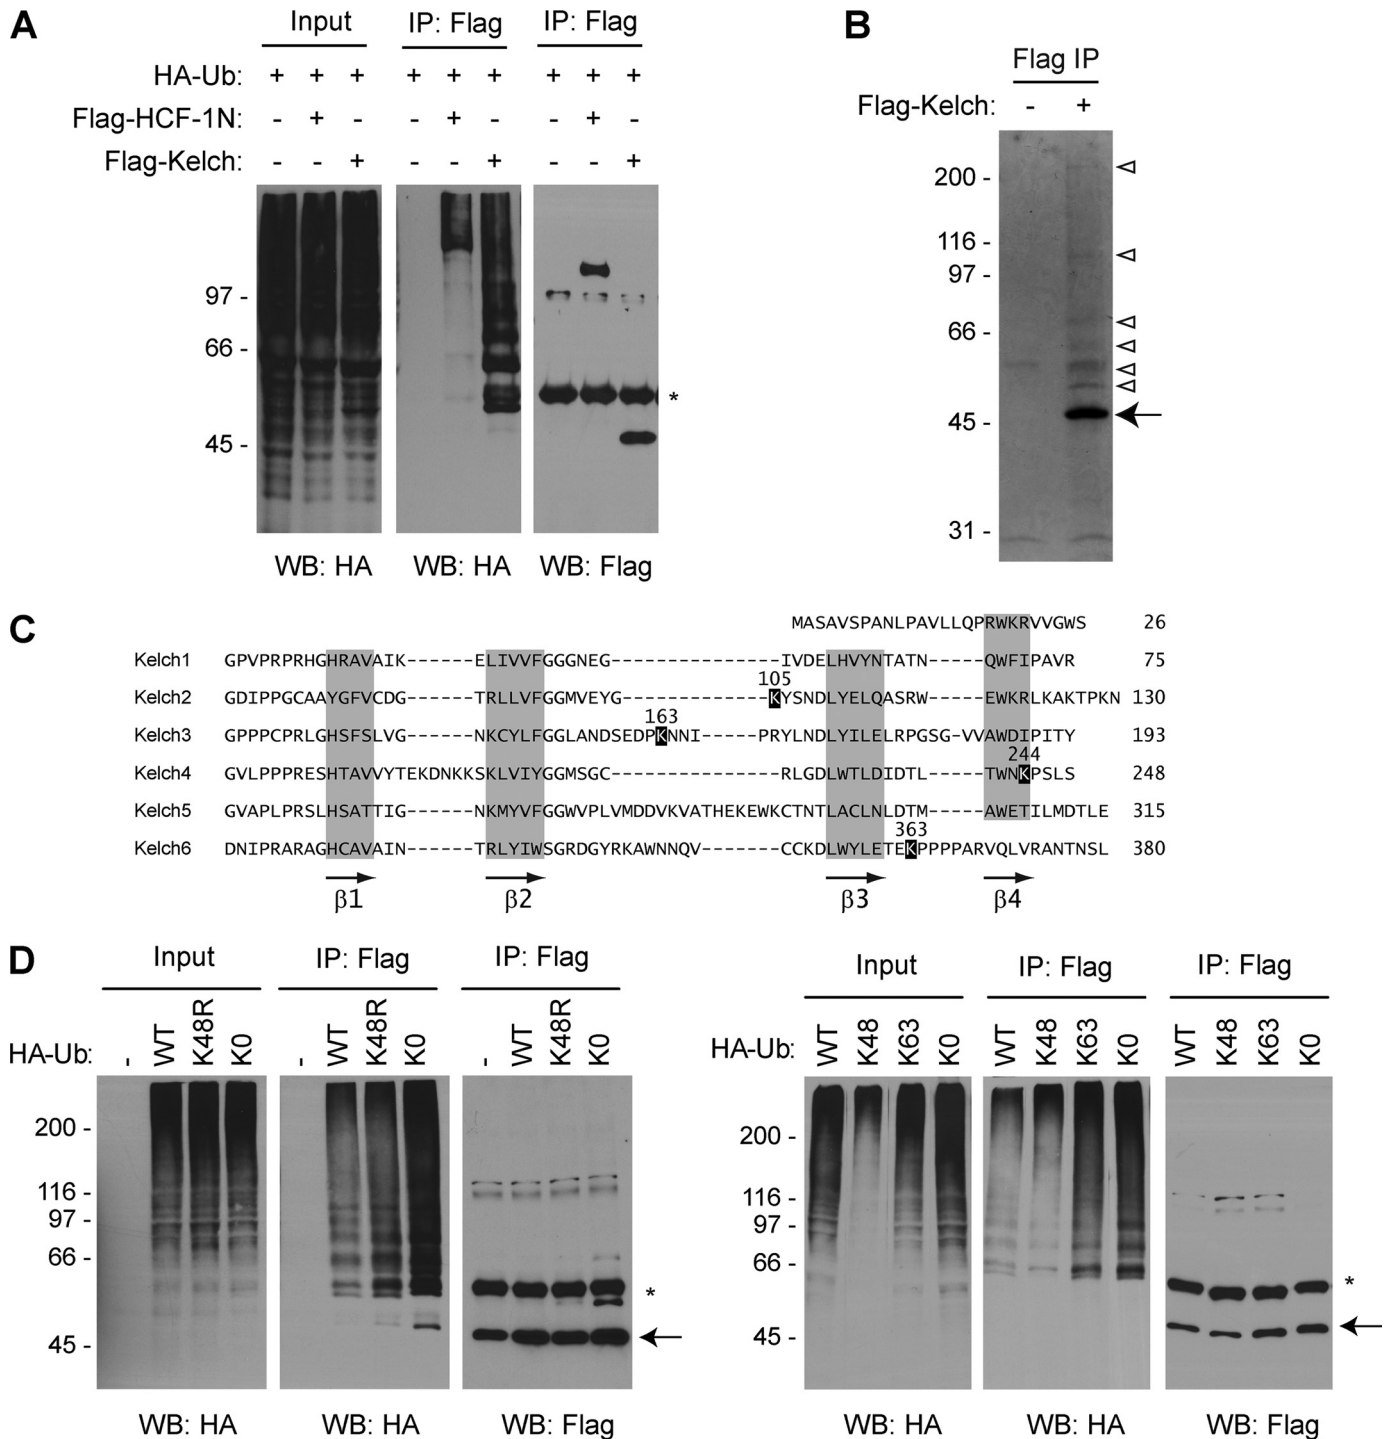 A
Input IP: Flag IP: Flag
HA-Ub: + + + + + + + + +
Flag-HCF-1N: - + - - + - - + -
Flag-Kelch: - - + - - + - - +
97 -
66 -
45 -
*
WB: HA WB: HA WB: Flag
B
Flag IP
Flag-Kelch: - +
200 -
116 -
97 -
66 -
45 -
31 -
C
MASAVSPANLPAVLLQPRWKRVVGWS 26
Kelch1 GPVPRPRHGHRAVAIK------ELIVVFGGGNEG--------------IVDELHVYNTATN-----QWFIPAVR 75
105
Kelch2 GDIPPGCAAYGFVCDG------TRLLVFGGMVEYG------------KYSNDLYELQASRW-----EWKRLKAKTPKN 130
163
Kelch3 GPPPCPRLGHSFSLVG------NKCYLFGGLANDSEDPKNNI-----PRYLNDLYILELRPGSG-VVAWDIPITY 193
244
Kelch4 GVLPPPRESHTAVVYTEKDNKKSKLVIYGGMSGC--------------RLGDLWTLDIDTL-----TWNKPSLS 248
Kelch5 GVAPLPRSLHSATTIG------NKMYVFGGWVPLVMDDVKVATHEKEWKCTNTLACLNLDTM----AWETILMDTLE 315
363
Kelch6 DNIPRARAGHCAVAIN------TRLYIWSGRDGYRKAWNNQV-------CCKDLWYLETEKPPPPARVQLVRANTNSL 380
β1 β2 β3 β4
D
Input IP: Flag IP: Flag
HA-Ub: - WT K48R K0 - WT K48R K0 - WT K48R K0
200 -
116 -
97 -
66 -
45 -
*
WB: HA WB: HA WB: Flag
Input IP: Flag IP: Flag
HA-Ub: WT K48 K63 K0 WT K48 K63 K0 WT K48 K63 K0
200 -
116 -
97 -
66 -
45 -
*
WB: HA WB: HA WB: Flag